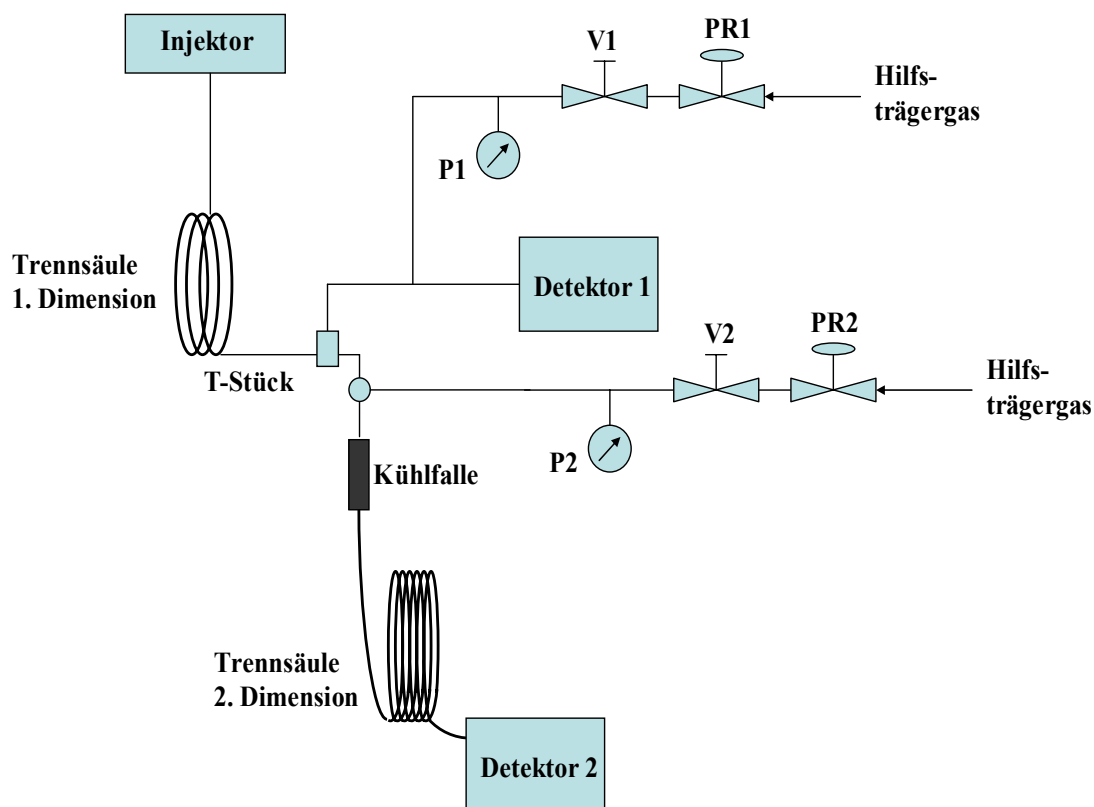 Injektor
V1
PR1
Hilfs-
trägergas
P1
Trennsäule
1. Dimension
Detektor 1
T-Stück
V2
PR2
Hilfs-
trägergas
P2
Kühlfalle
Trennsäule
2. Dimension
Detektor 2